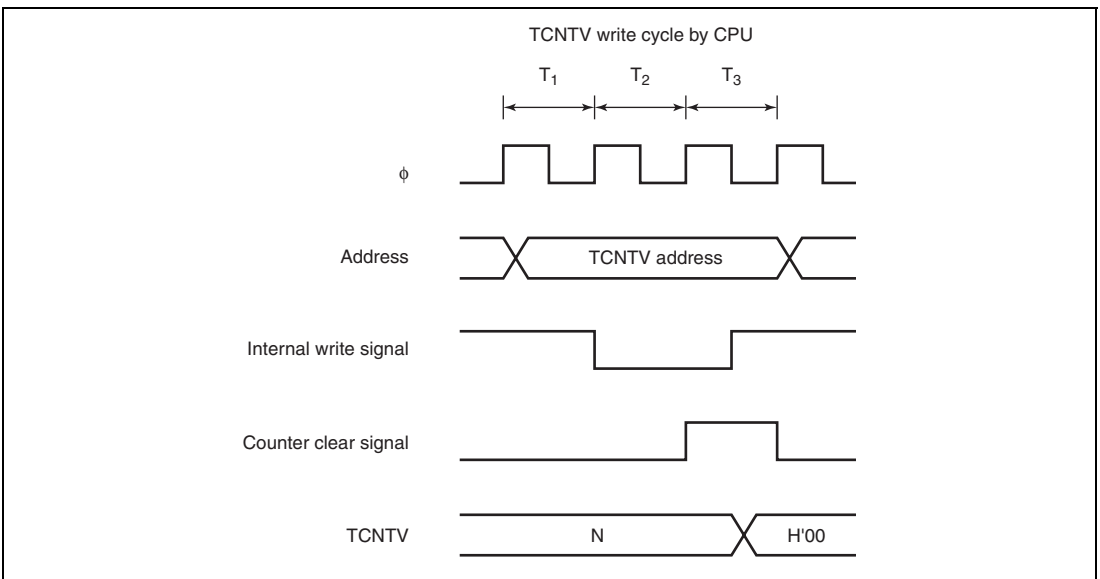 TCNTV write cycle by CPU
T₁ T₂ T₃
ϕ
Address TCNTV address
Internal write signal
Counter clear signal
TCNTV N H'00